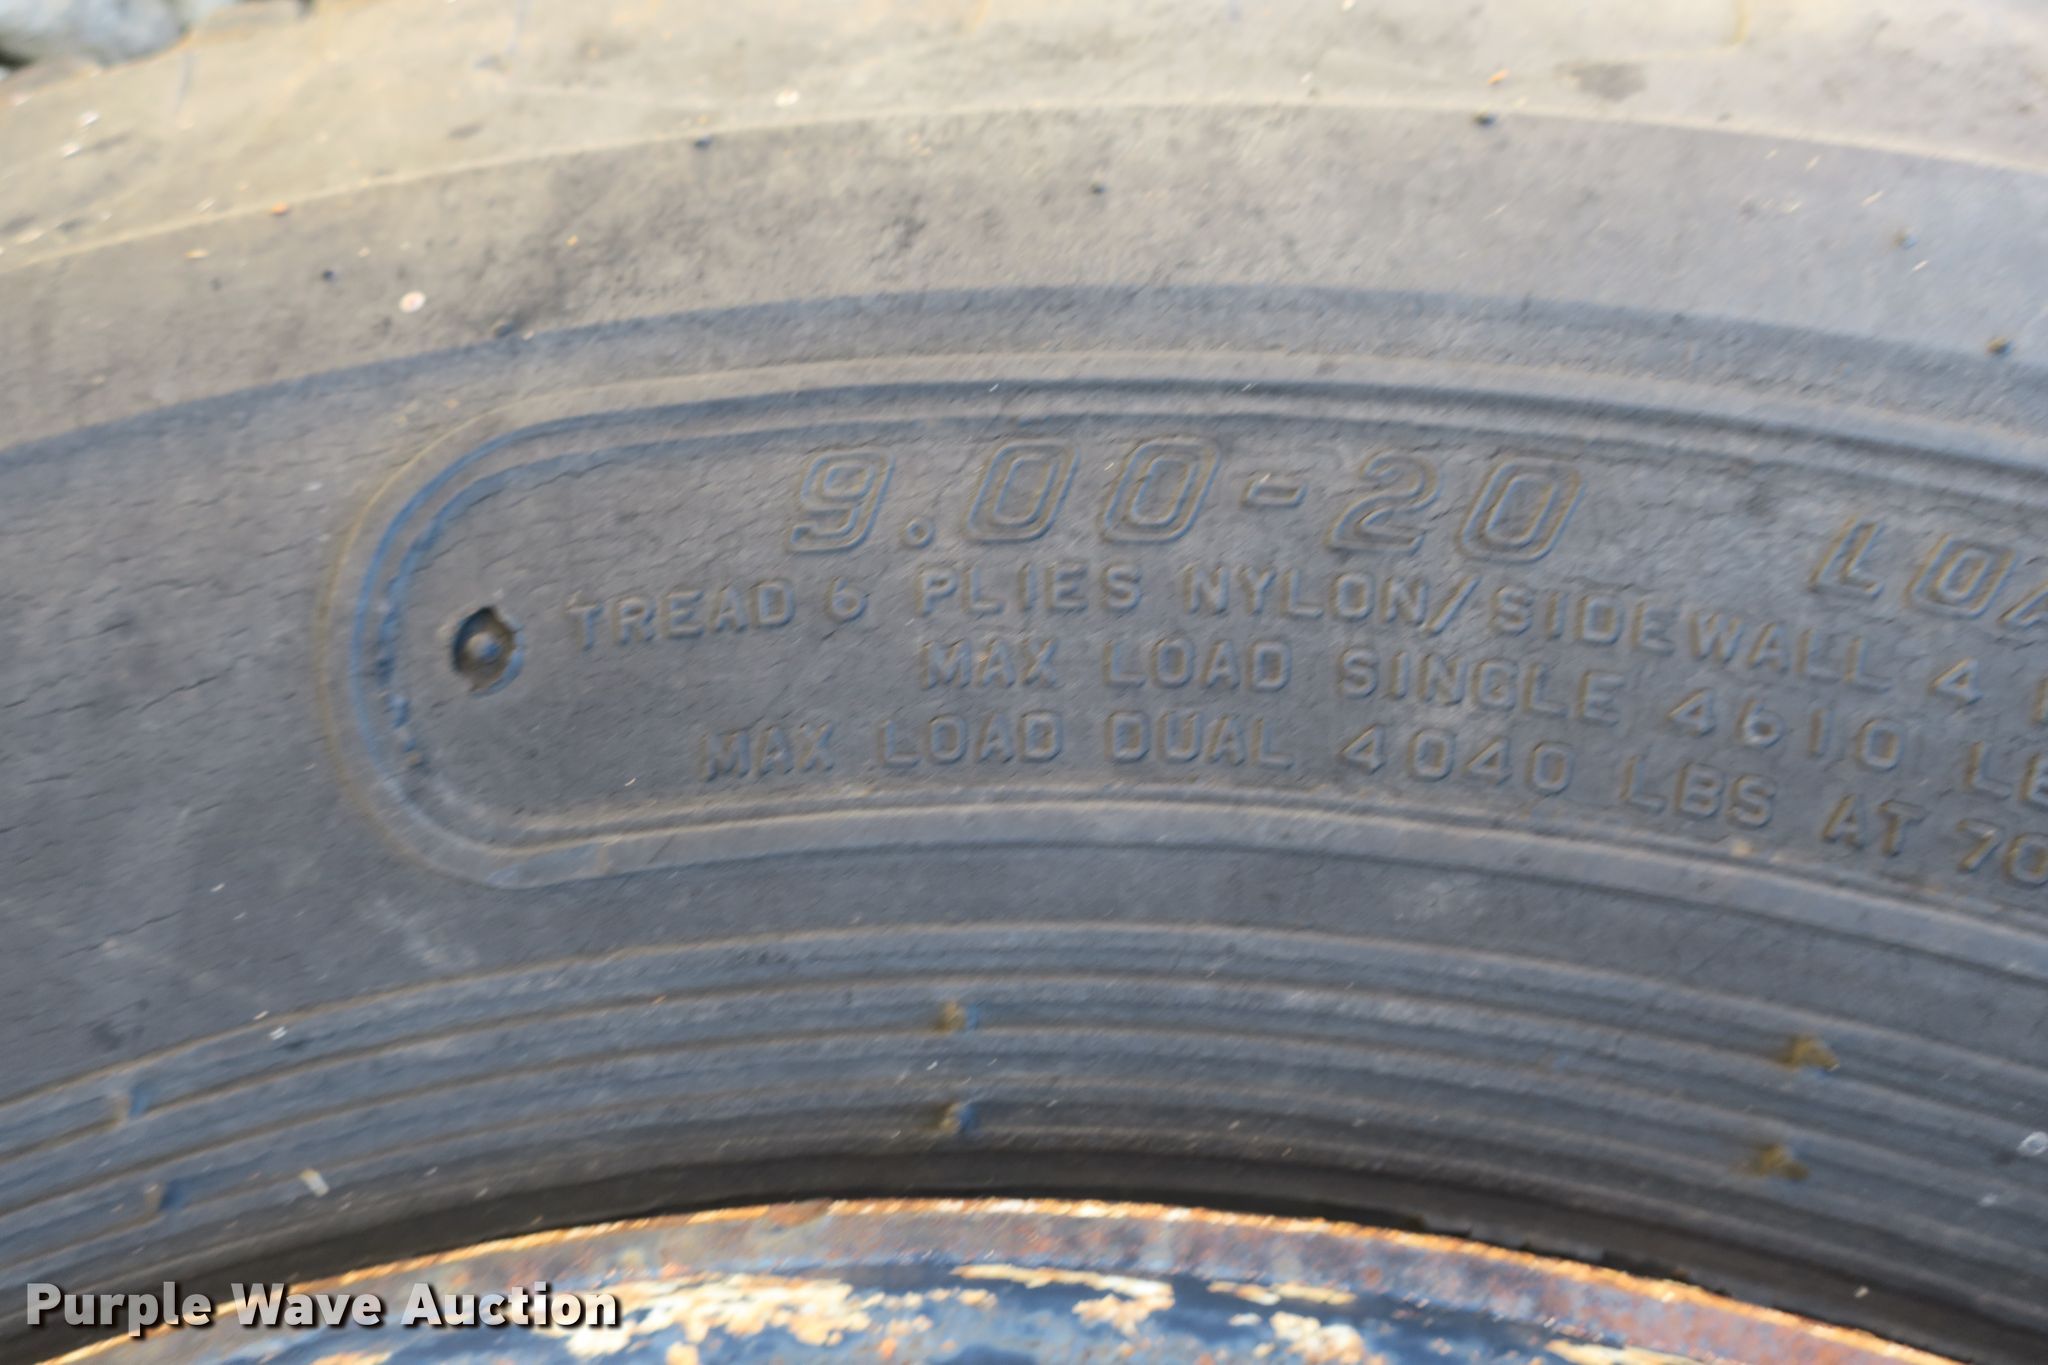 9.00-20
TREAD 6 PLIES NYLON/SIDEWALL 4
MAX LOAD SINGLE 4610
MAX LOAD DUAL 4040 LBS AT 70
Purple Wave Auction